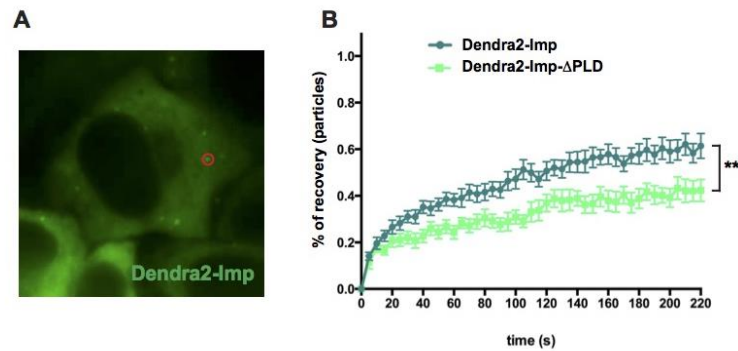 A
Dendra2-Imp
B
Dendra2-Imp
Dendra2-Imp-ΔPLD
% of recovery (particles)
1.0
0.8
0.6
0.4
0.2
0.0
**
0 20 40 60 80 100 120 140 160 180 200 220
time (s)